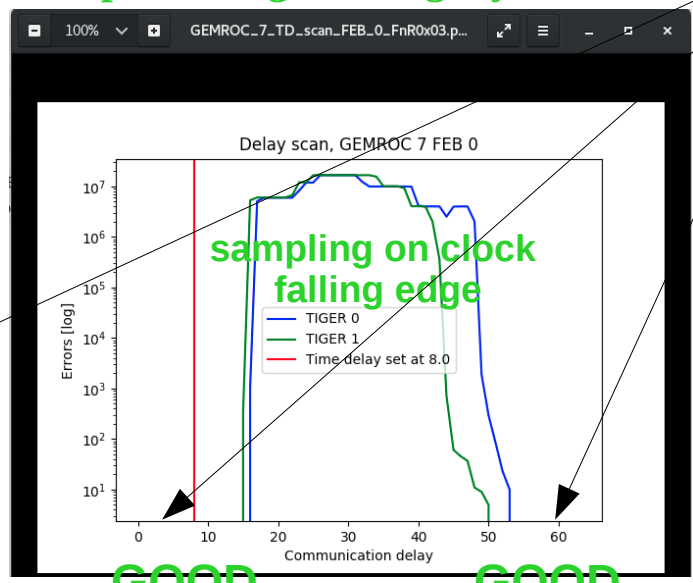 100%
GEMROC_7_TD_scan_FEB_0_FnR0x03.p...
Delay scan, GEMROC 7 FEB 0
10^7
10^6
sampling on clock
falling edge
10^5
TIGER 0
10^4
TIGER 1
Time delay set at 8.0
10^3
10^2
10^1
Errors [log]
0 10 20 30 40 50 60
Communication delay
GOOD GOOD